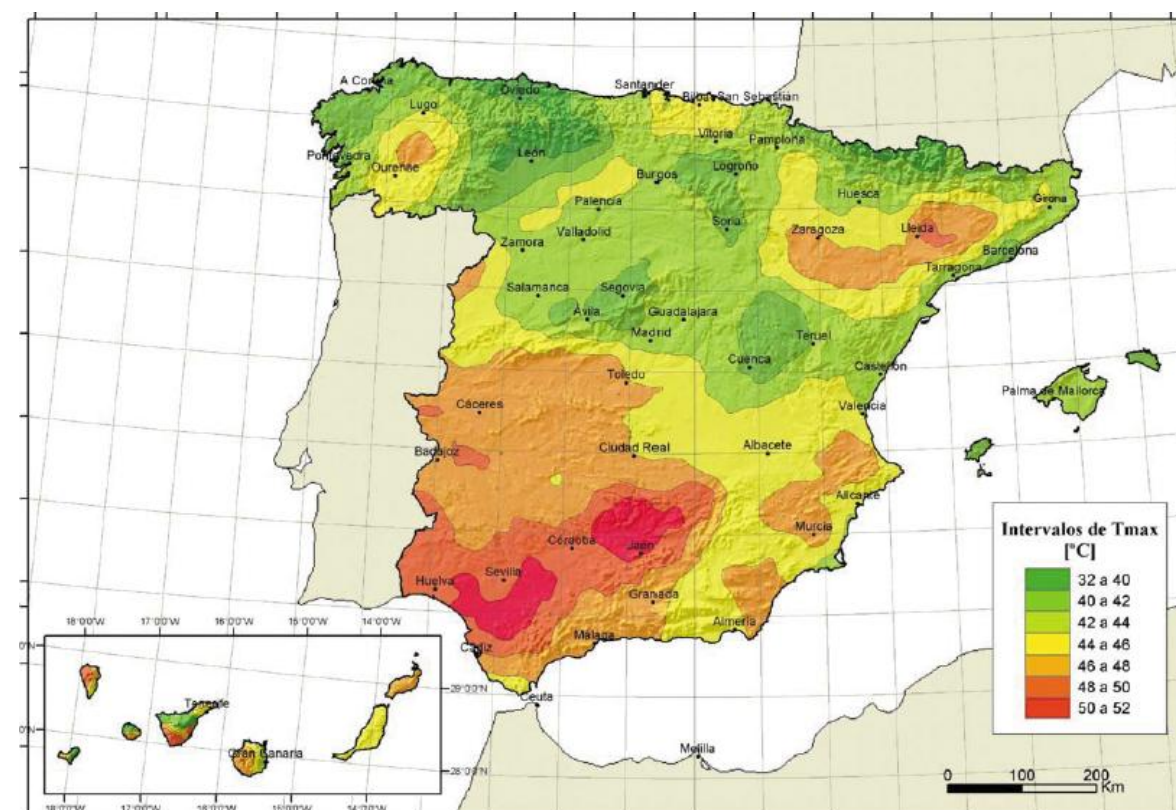 A Coruña
Oviedo
Santander
Bilbao
San Sebastián
Lugo
Vitoria
Pamplona
Pontevedra
León
Ourense
Logroño
Burgos
Huesca
Girona
Palencia
Soria
Valladolid
Zaragoza
Lleida
Zamora
Barcelona
Tarragona
Salamanca
Segovia
Ávila
Guadalajara
Madrid
Teruel
Cuenca
Castellón
Toledo
Palma de Mallorca
Cáceres
Valencia
Badajoz
Ciudad Real
Albacete
Alicante
Murcia
Córdoba
Jaén
Huelva
Sevilla
Granada
Almería
Málaga
Cádiz
Ceuta
Melilla
Intervalos de Tmax
[°C]
32 a 40
40 a 42
42 a 44
44 a 46
46 a 48
48 a 50
50 a 52
18°0'0"W 17°0'0"W 16°0'0"W 15°0'0"W 14°0'0"W
29°0'0"N
Tenerife
Gran Canaria
28°0'0"N
0 100 200
Km